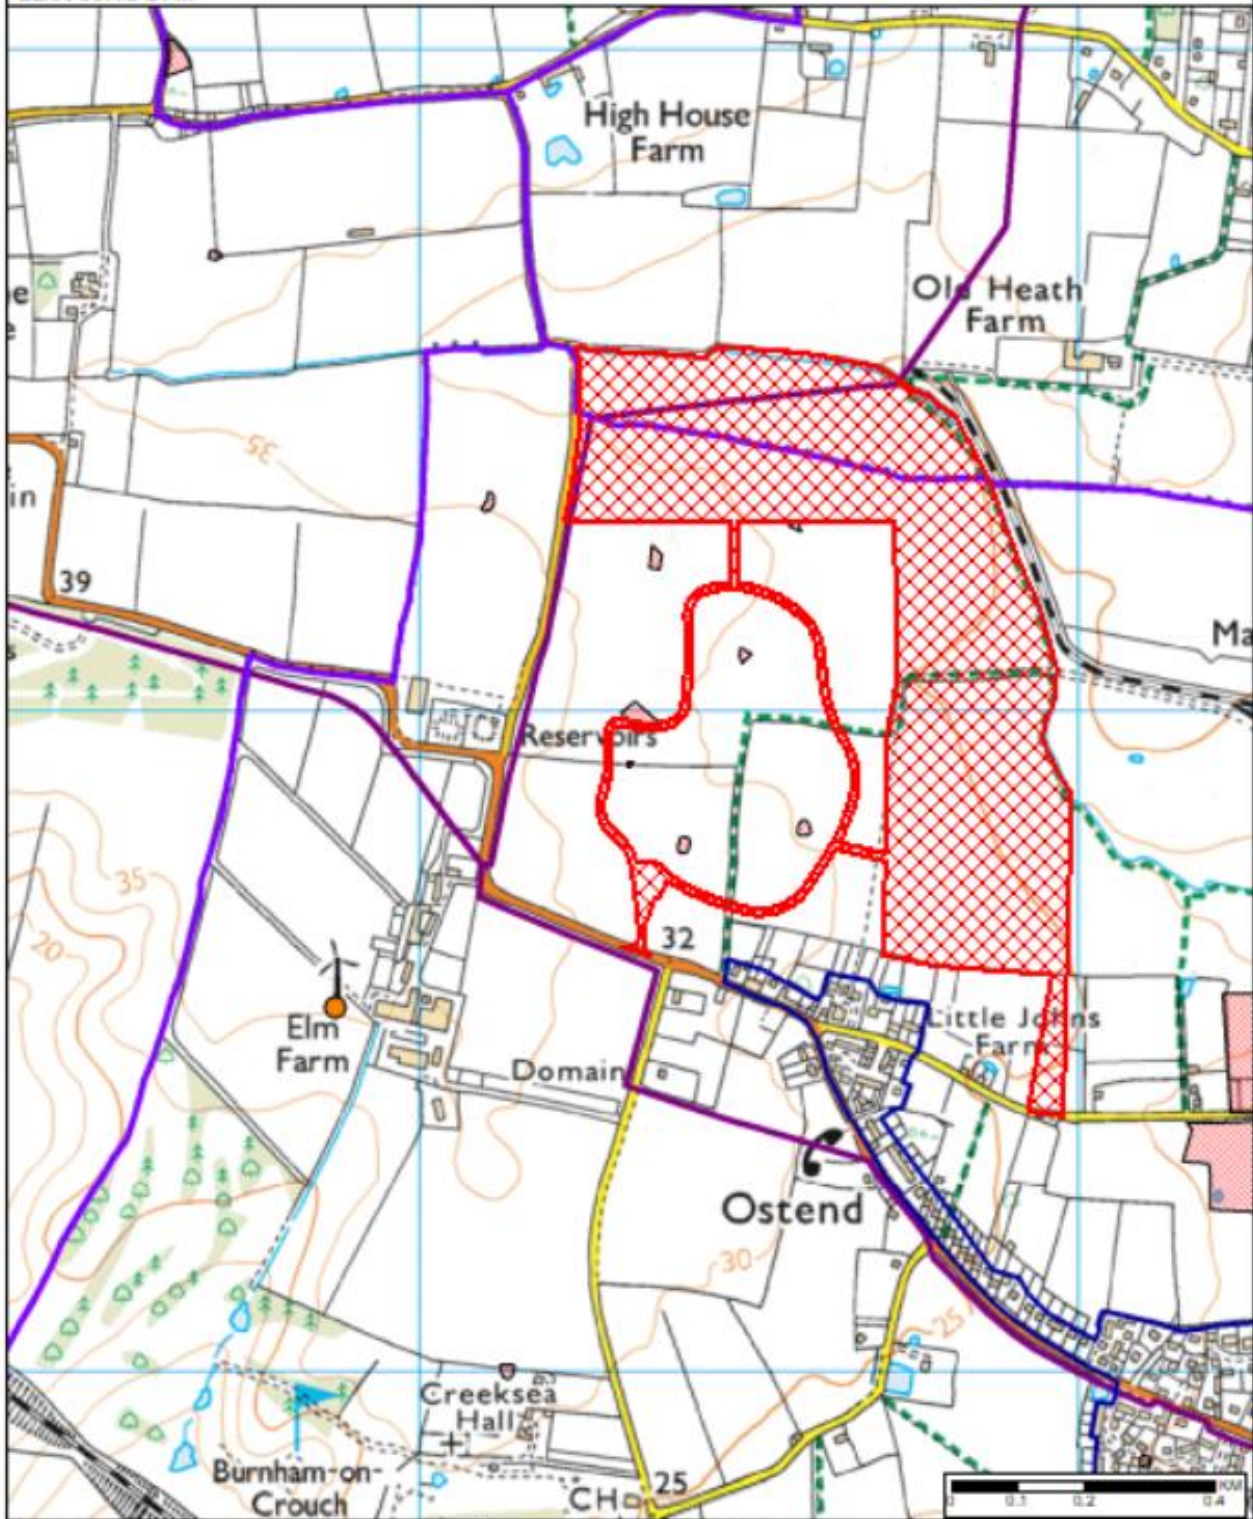 High House
Farm
Old Heath
Farm
35
39
Ma
Reservoirs
35
20
32
Elm
Farm
Little Johns
Farm
Domain
Ostend
30
25
Creeksea
Hall
Burnham-on-
Crouch
CH
25
KM
0
0.1
0.2
0.4